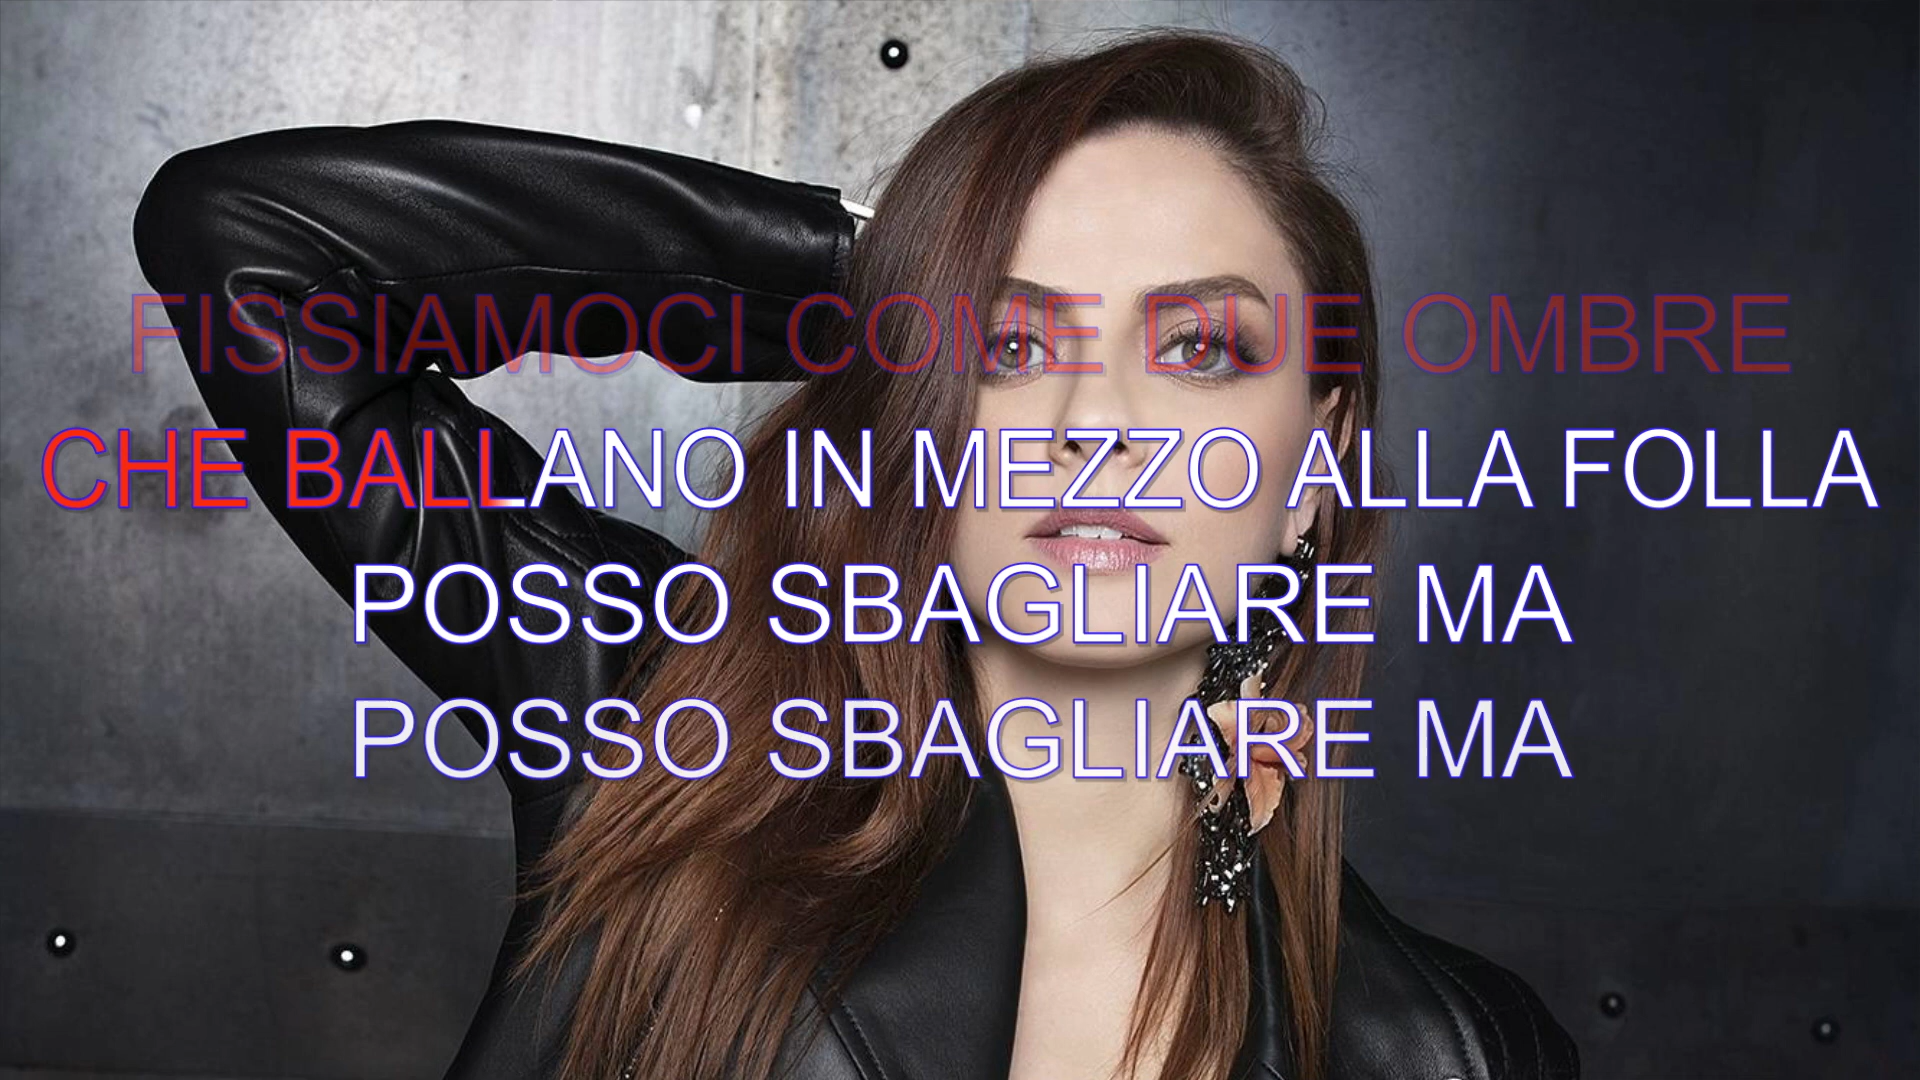 FISSIAMOCI COME DUE OMBRE
CHE BALLANO IN MEZZO ALLA FOLLA
POSSO SBAGLIARE MA
POSSO SBAGLIARE MA